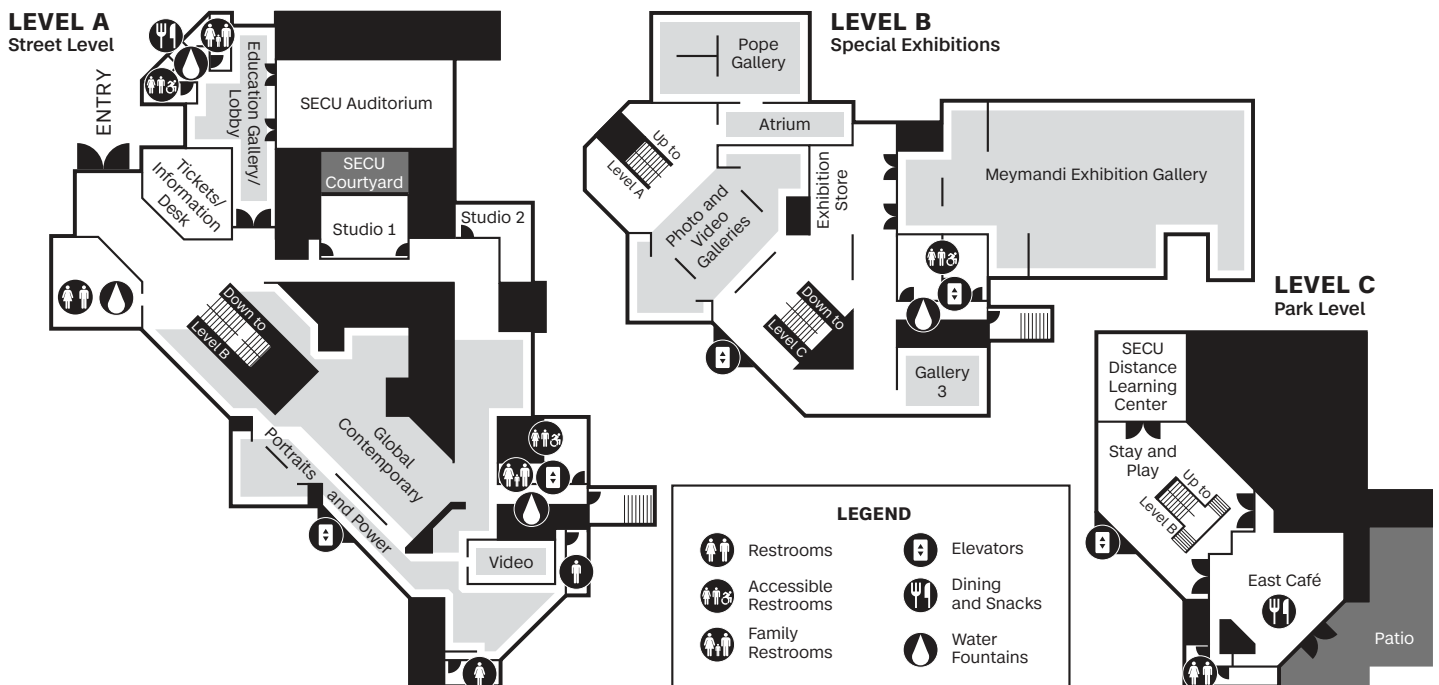 LEVEL A
Street Level
ENTRY
Education Gallery/
Lobby
SECU Auditorium
SECU
Courtyard
Tickets/
Information
Desk
Studio 1
Studio 2
Down to
Level B
Global
Contemporary
Portraits
and Power
Video
LEVEL B
Special Exhibitions
Pope
Gallery
Atrium
Up to
Level A
Photo and
Video
Galleries
Exhibition
Store
Meymandi Exhibition Gallery
Down to
Level C
Gallery
3
LEVEL C
Park Level
SECU
Distance
Learning
Center
Stay and
Play
Up to
Level B
East Café
Patio
LEGEND
Restrooms
Accessible
Restrooms
Family
Restrooms
Elevators
Dining
and Snacks
Water
Fountains